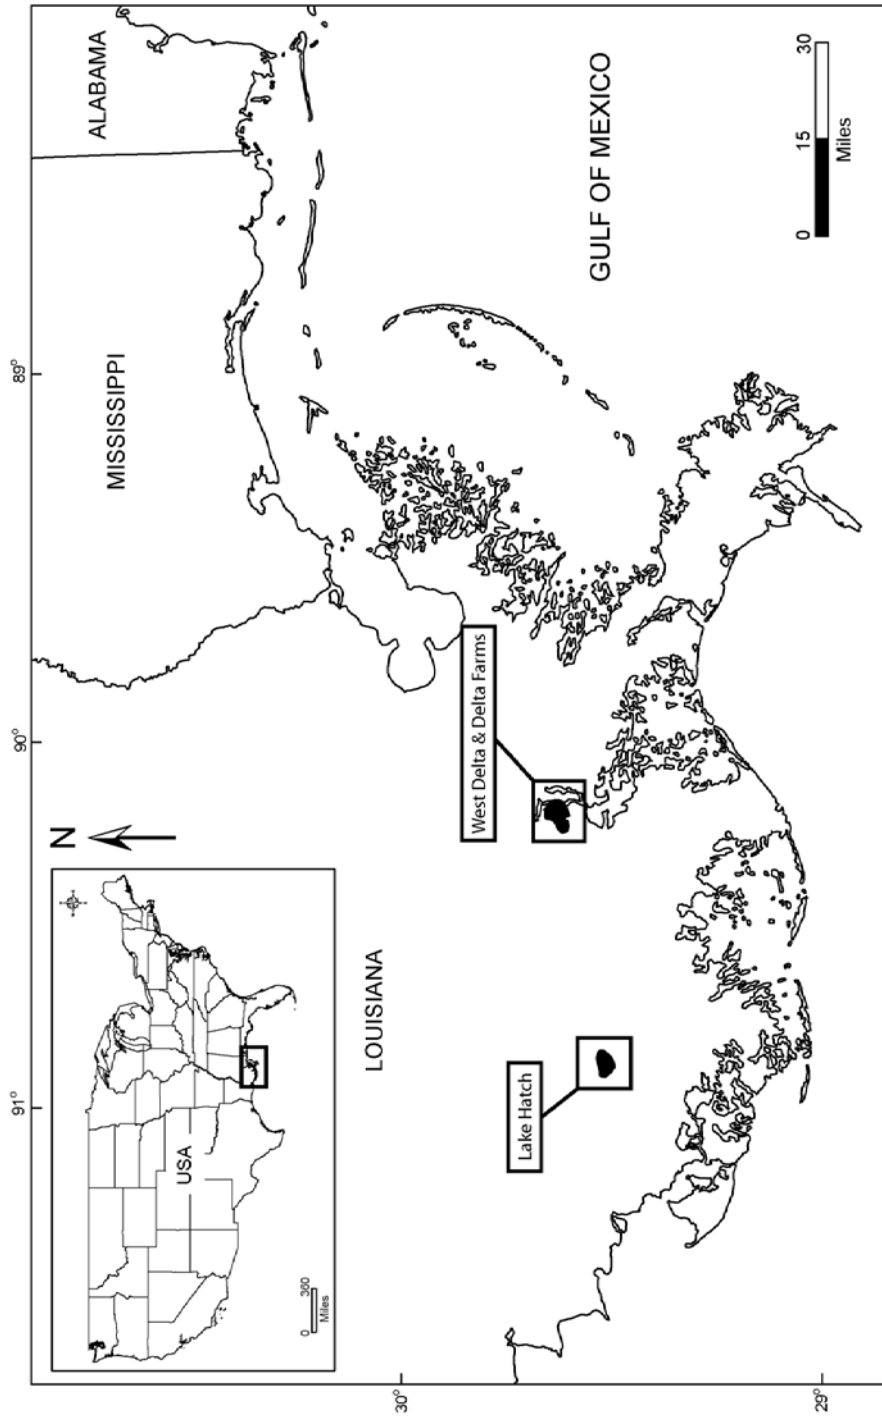 91°
90°
89°
N
MISSISSIPPI
ALABAMA
USA
0 360
Miles
LOUISIANA
30°
West Delta & Delta Farms
Lake Hatch
GULF OF MEXICO
0 15 30
Miles
29°